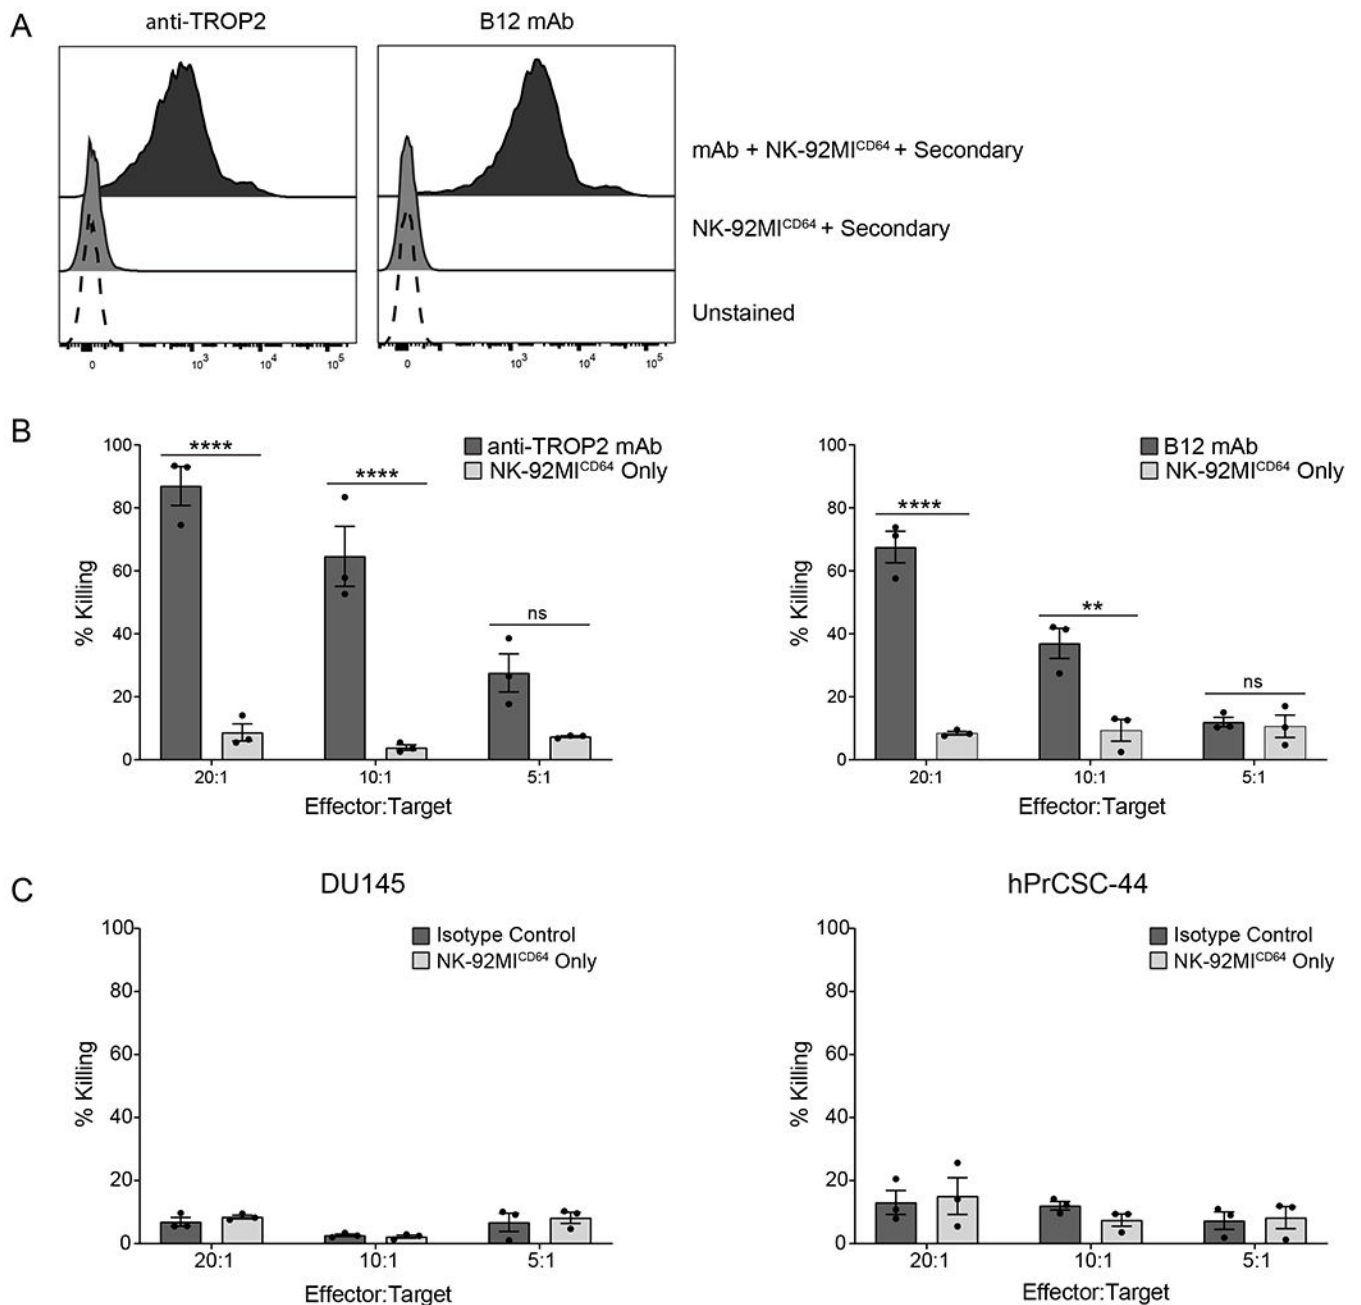 A
anti-TROP2
B12 mAb
mAb + NK-92MI^CD64 + Secondary
NK-92MI^CD64 + Secondary
Unstained
0 10^3 10^4 10^5
0 10^3 10^4 10^5
B
anti-TROP2 mAb
NK-92MI^CD64 Only
****
****
ns
100
80
60
40
20
0
% Killing
20:1 10:1 5:1
Effector:Target
B12 mAb
NK-92MI^CD64 Only
****
**
ns
100
80
60
40
20
0
% Killing
20:1 10:1 5:1
Effector:Target
C
DU145
Isotype Control
NK-92MI^CD64 Only
100
80
60
40
20
0
% Killing
20:1 10:1 5:1
Effector:Target
hPrCSC-44
Isotype Control
NK-92MI^CD64 Only
100
80
60
40
20
0
% Killing
20:1 10:1 5:1
Effector:Target